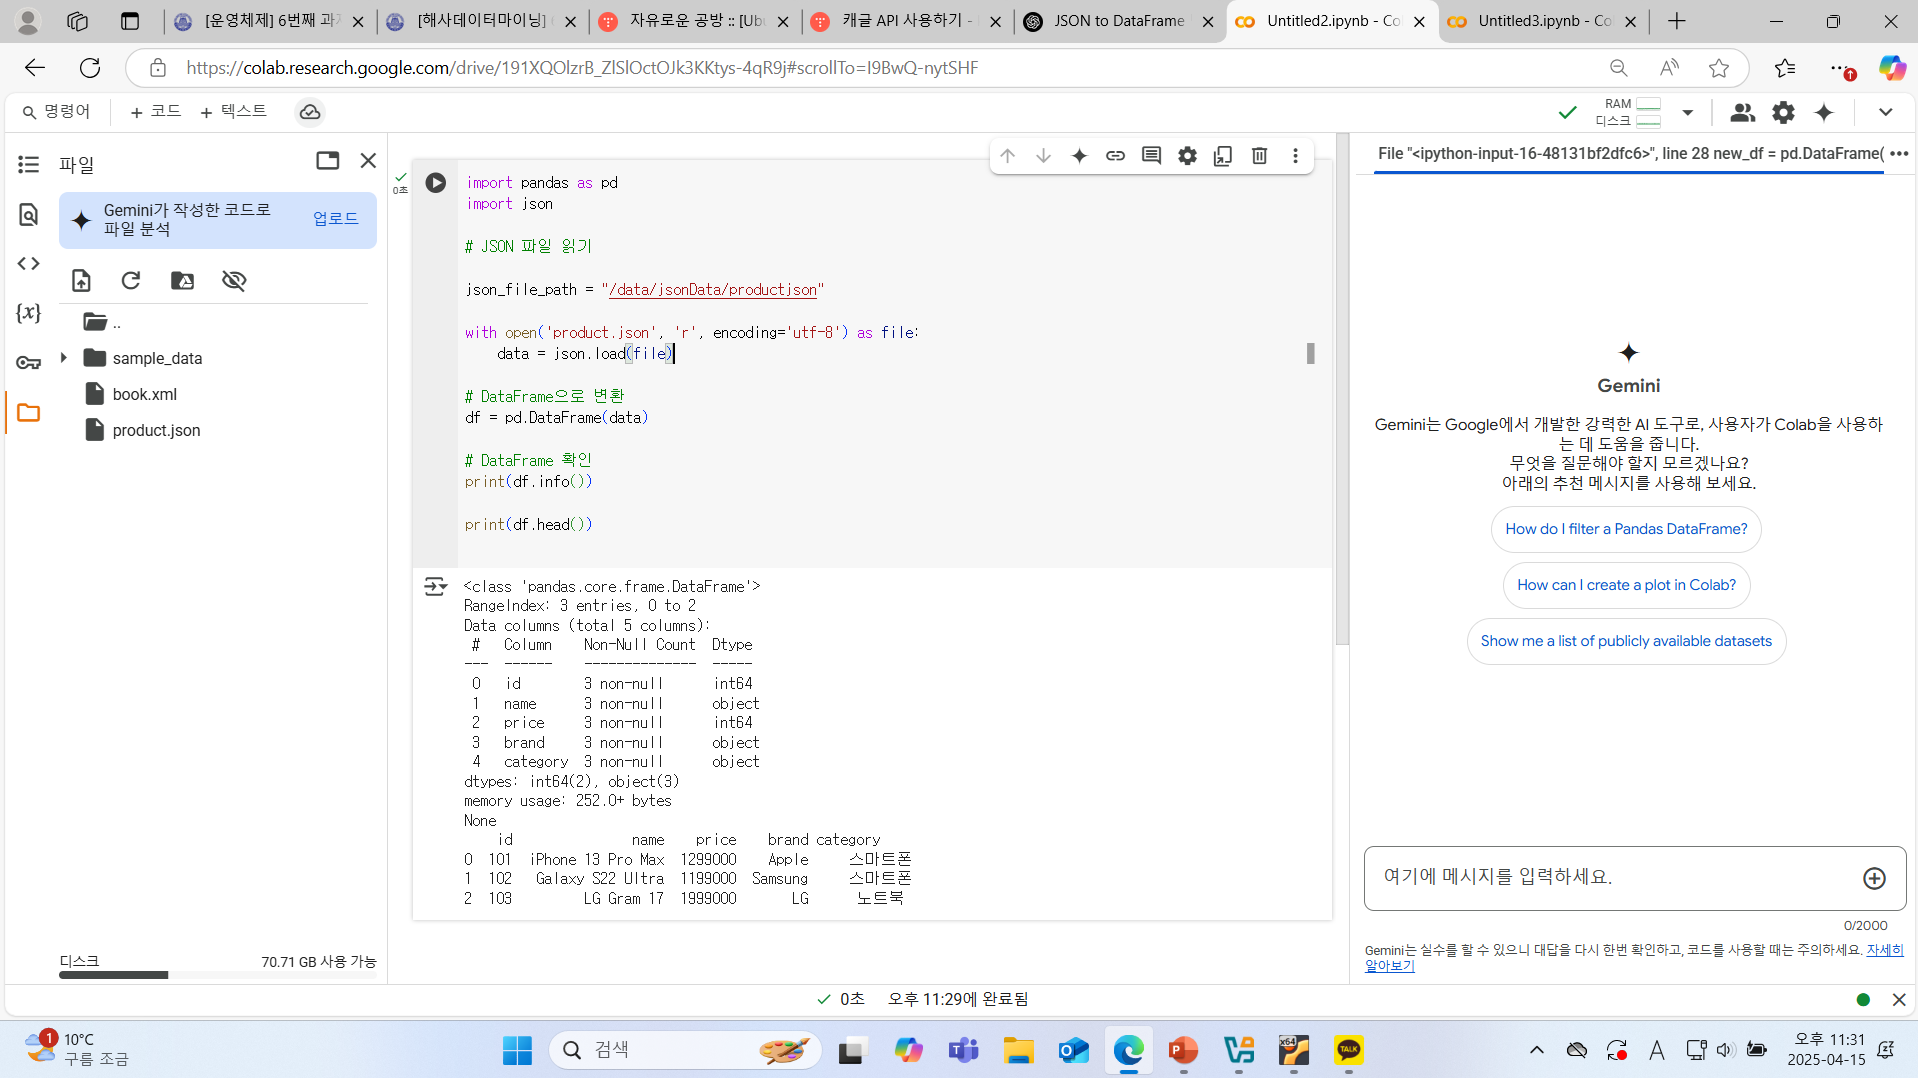 [운영체제] 6번째 과
[해사데이터마이닝]
자유로운 공방 :: [Ubu
캐글 API 사용하기 -
JSON to DataFrame
Untitled2.ipynb - Co
Untitled3.ipynb - Co
https://colab.research.google.com/drive/191XQOlzrB_ZlSlOctOJk3KKtys-4qR9j#scrollTo=I9BwQ-nytSHF
명령어 + 코드 + 텍스트
RAM
디스크
파일
Gemini가 작성한 코드로
파일 분석
업로드
..
sample_data
book.xml
product.json
디스크 70.71 GB 사용 가능
0초
import pandas as pd
import json
# JSON 파일 읽기
json_file_path = "/data/jsonData/productjson"
with open('product.json', 'r', encoding='utf-8') as file:
    data = json.load(file)
# DataFrame으로 변환
df = pd.DataFrame(data)
# DataFrame 확인
print(df.info())
print(df.head())
<class 'pandas.core.frame.DataFrame'>
RangeIndex: 3 entries, 0 to 2
Data columns (total 5 columns):
 #   Column    Non-Null Count  Dtype
---  ------    --------------  -----
 0   id        3 non-null      int64
 1   name      3 non-null      object
 2   price     3 non-null      int64
 3   brand     3 non-null      object
 4   category  3 non-null      object
dtypes: int64(2), object(3)
memory usage: 252.0+ bytes
None
    id               name    price    brand category
0  101  iPhone 13 Pro Max  1299000    Apple     스마트폰
1  102   Galaxy S22 Ultra  1199000  Samsung     스마트폰
2  103         LG Gram 17  1999000       LG      노트북
File "<ipython-input-16-48131bf2dfc6>", line 28 new_df = pd.DataFrame(
Gemini
Gemini는 Google에서 개발한 강력한 AI 도구로, 사용자가 Colab을 사용하
는 데 도움을 줍니다.
무엇을 질문해야 할지 모르겠나요?
아래의 추천 메시지를 사용해 보세요.
How do I filter a Pandas DataFrame?
How can I create a plot in Colab?
Show me a list of publicly available datasets
여기에 메시지를 입력하세요.
0/2000
Gemini는 실수를 할 수 있으니 대답을 다시 한번 확인하고, 코드를 사용할 때는 주의하세요. 자세히
알아보기
0초 오후 11:29에 완료됨
1
10°C
구름 조금
검색
x64
TALK
A
오후 11:31
2025-04-15